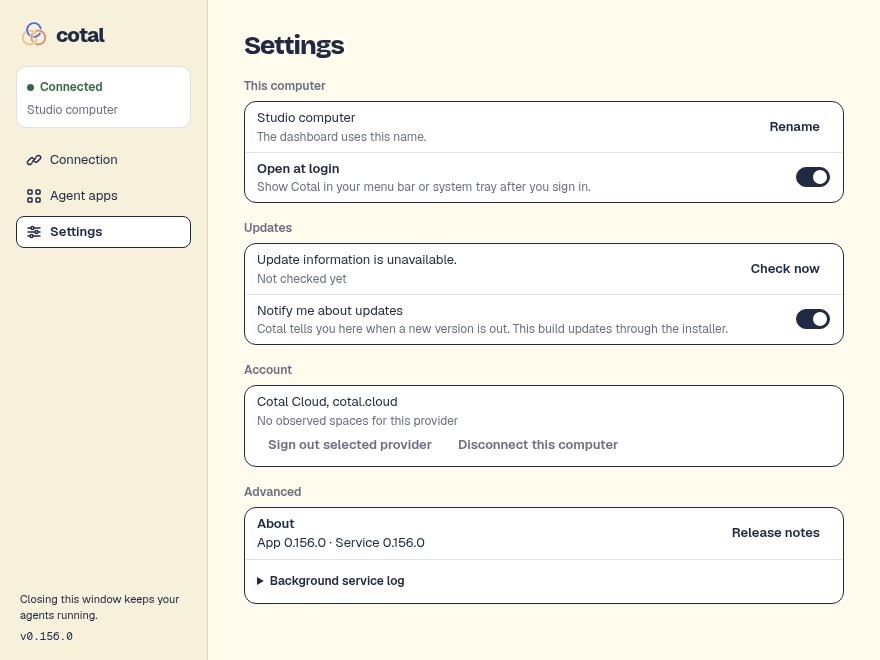 cotal
Connected
Studio computer
Connection
Agent apps
Settings
Closing this window keeps your
agents running.
v0.156.0
Settings
This computer
Studio computer
The dashboard uses this name.
Rename
Open at login
Show Cotal in your menu bar or system tray after you sign in.
Updates
Update information is unavailable.
Not checked yet
Check now
Notify me about updates
Cotal tells you here when a new version is out. This build updates through the installer.
Account
Cotal Cloud, cotal.cloud
No observed spaces for this provider
Sign out selected provider
Disconnect this computer
Advanced
About
App 0.156.0 · Service 0.156.0
Release notes
Background service log